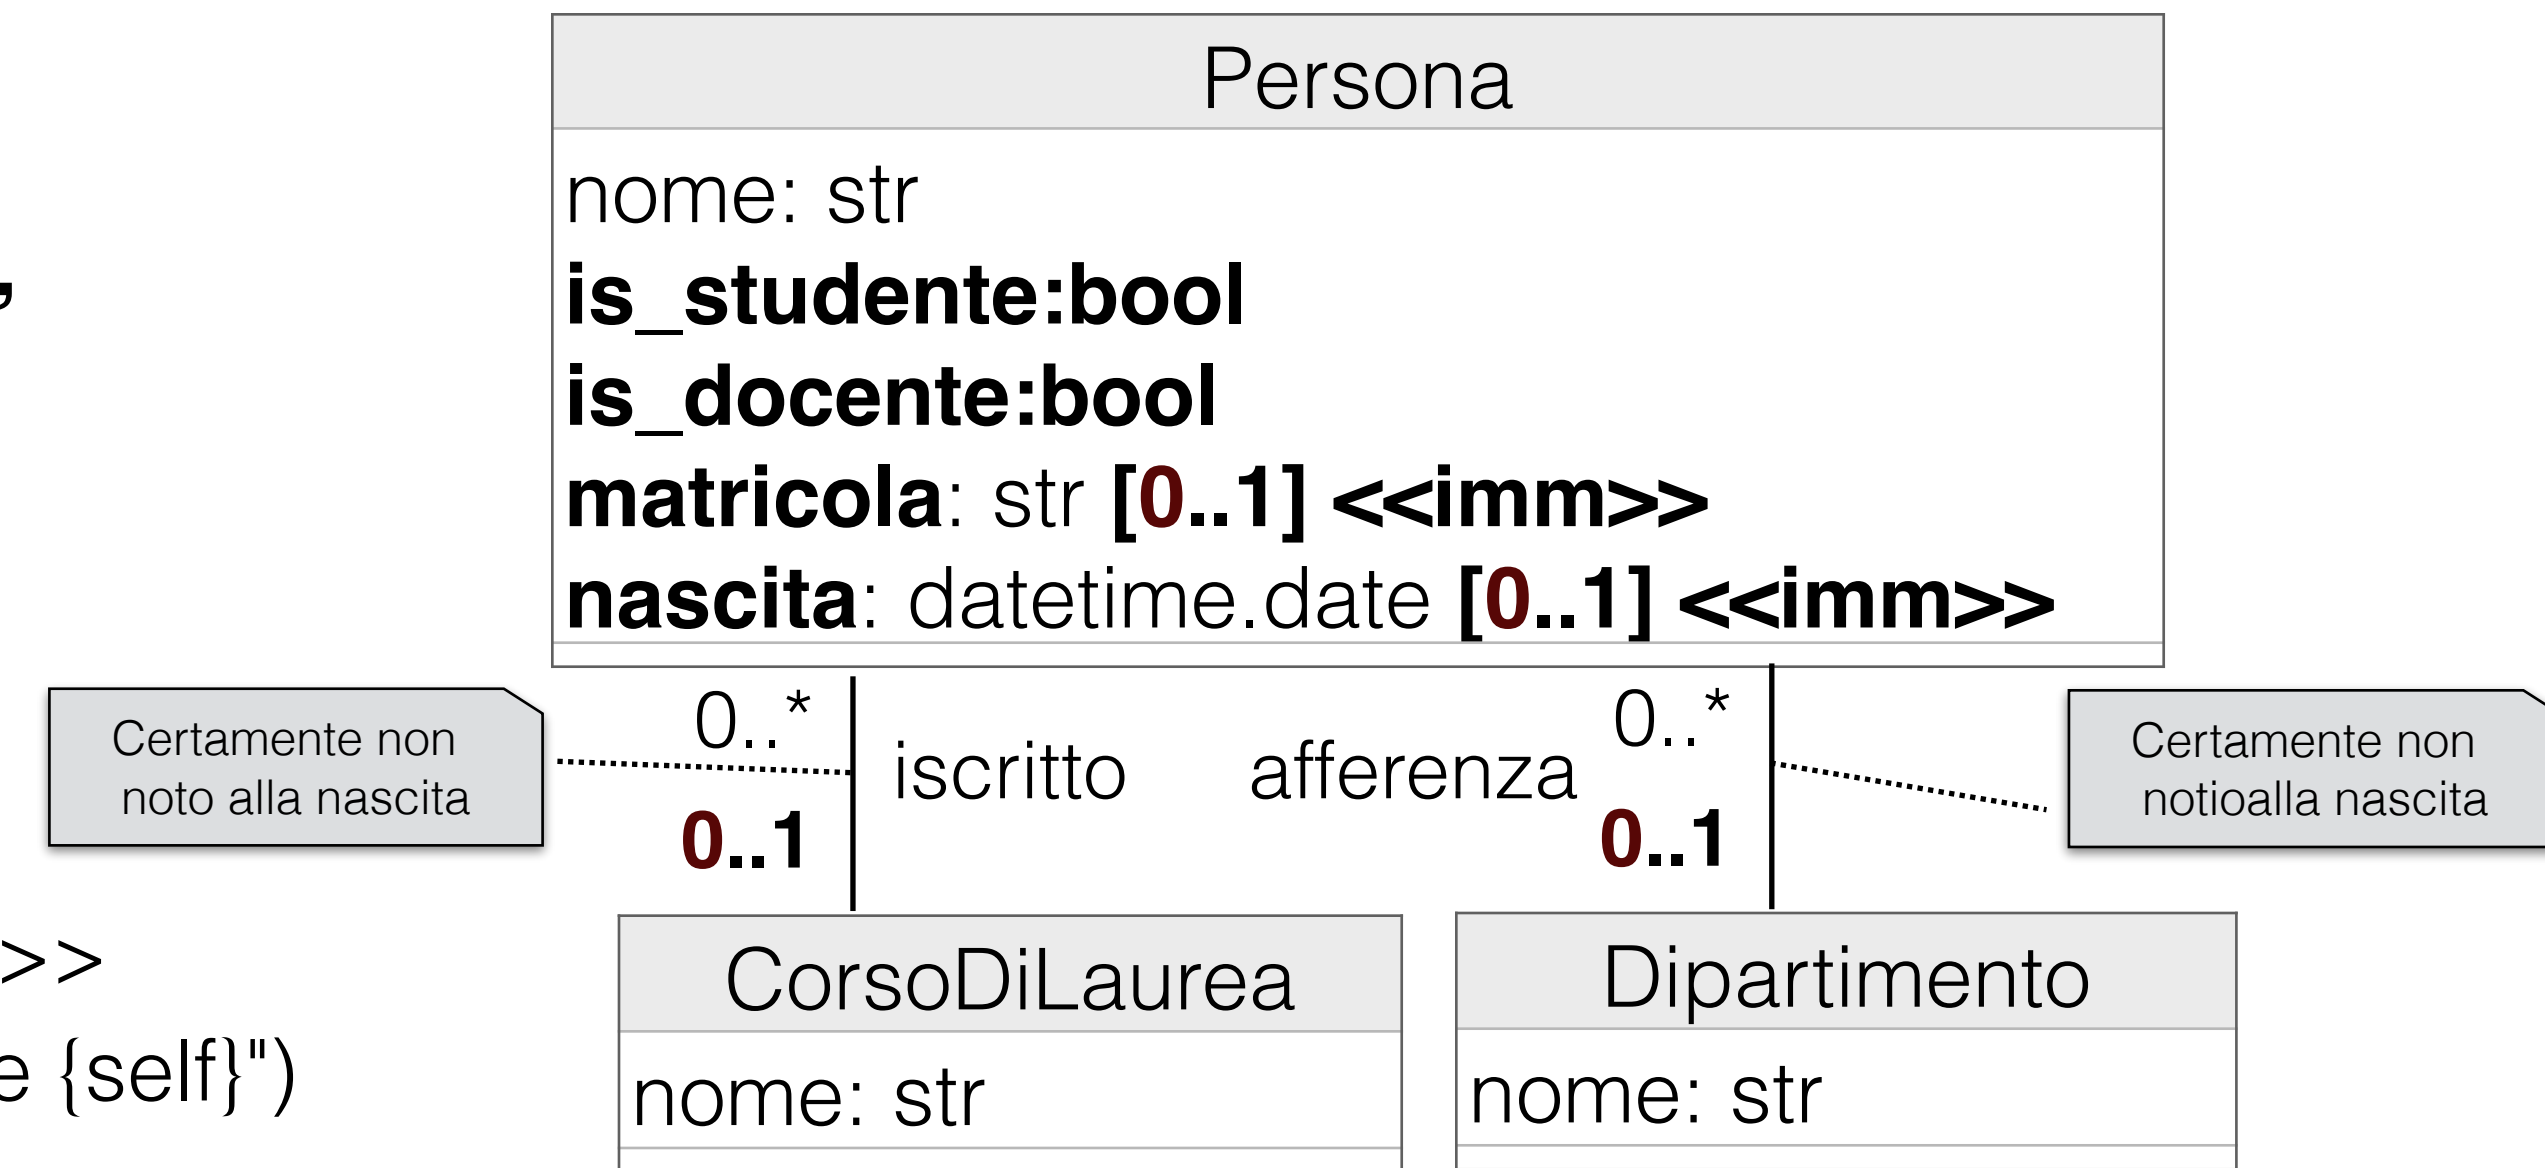 Persona
nome: str
,
is_studente:bool
is_docente:bool
matricola: str [0..1] <<imm>>
nascita: datetime.date [0..1] <<imm>>
Certamente non
noto alla nascita
0..*
iscritto
0..1
afferenza
0..*
0..1
Certamente non
notioalla nascita
>>
e {self}")
CorsoDiLaurea
nome: str
Dipartimento
nome: str